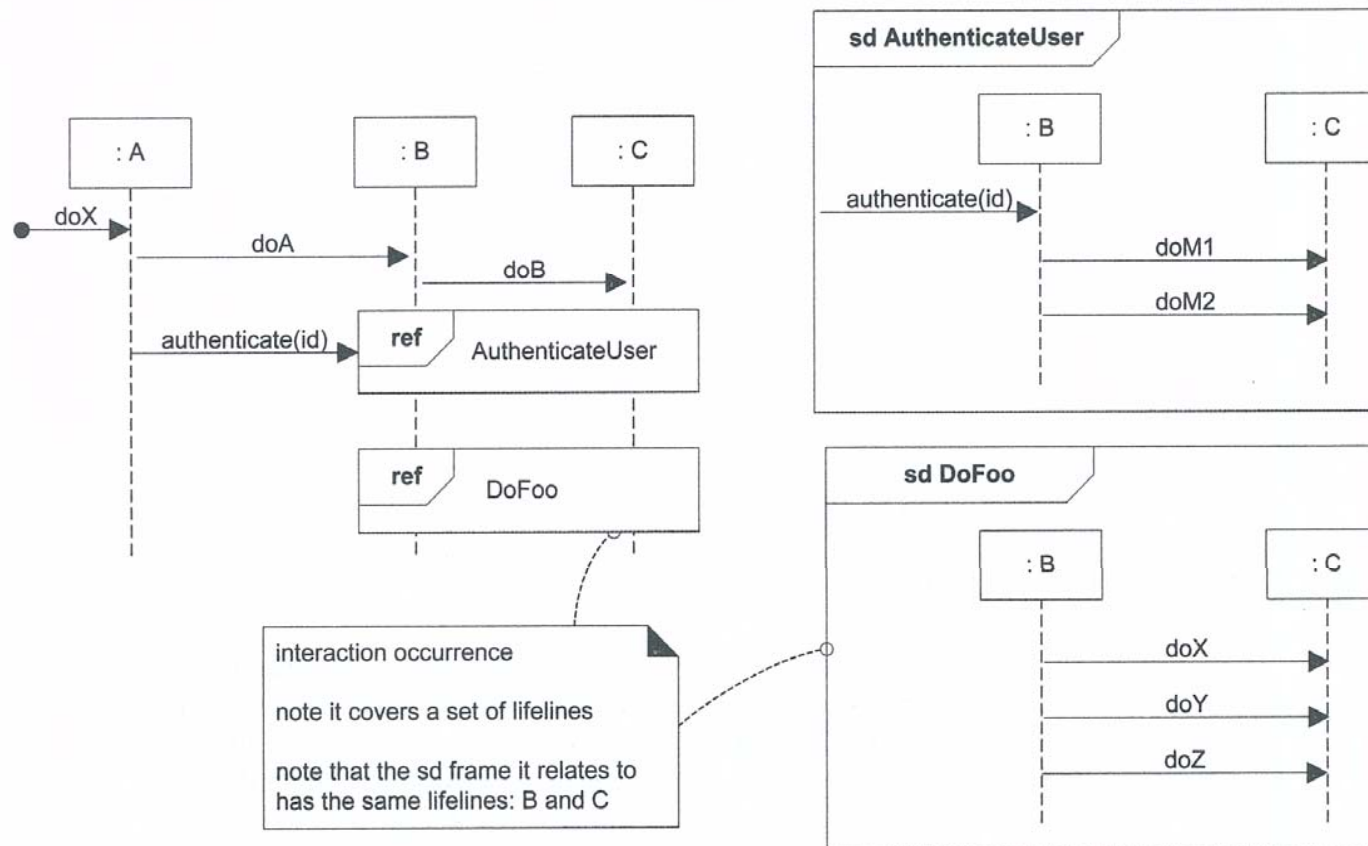 : A
: B
: C
doX
doA
doB
authenticate(id)
ref
AuthenticateUser
ref
DoFoo
interaction occurrence
note it covers a set of lifelines
note that the sd frame it relates to
has the same lifelines: B and C
sd AuthenticateUser
: B
: C
authenticate(id)
doM1
doM2
sd DoFoo
: B
: C
doX
doY
doZ